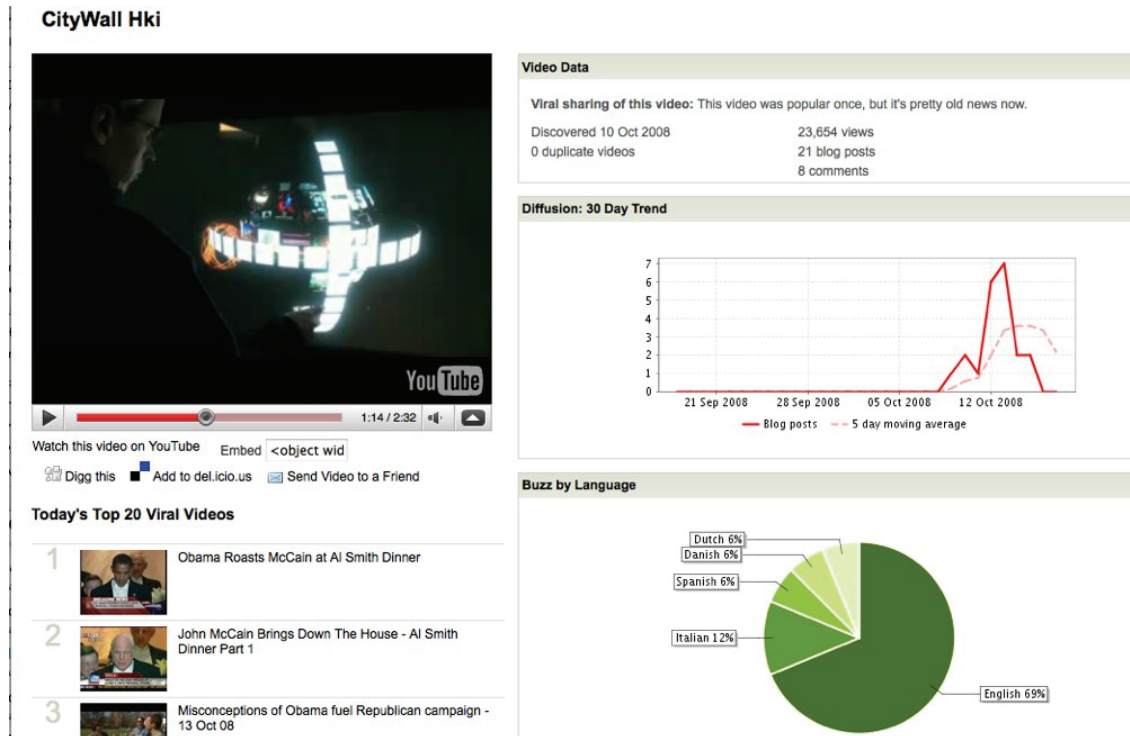 CityWall Hki
You Tube
1:14 / 2:32
Watch this video on YouTube
Embed <object wid
Digg this Add to del.icio.us Send Video to a Friend
Today's Top 20 Viral Videos
1
Obama Roasts McCain at Al Smith Dinner
2
John McCain Brings Down The House - Al Smith
Dinner Part 1
3
Misconceptions of Obama fuel Republican campaign -
13 Oct 08
Video Data
Viral sharing of this video: This video was popular once, but it's pretty old news now.
Discovered 10 Oct 2008
0 duplicate videos
23,654 views
21 blog posts
8 comments
Diffusion: 30 Day Trend
7
6
5
4
3
2
1
0
21 Sep 2008 28 Sep 2008 05 Oct 2008 12 Oct 2008
Blog posts 5 day moving average
Buzz by Language
Dutch 6%
Danish 6%
Spanish 6%
Italian 12%
English 69%